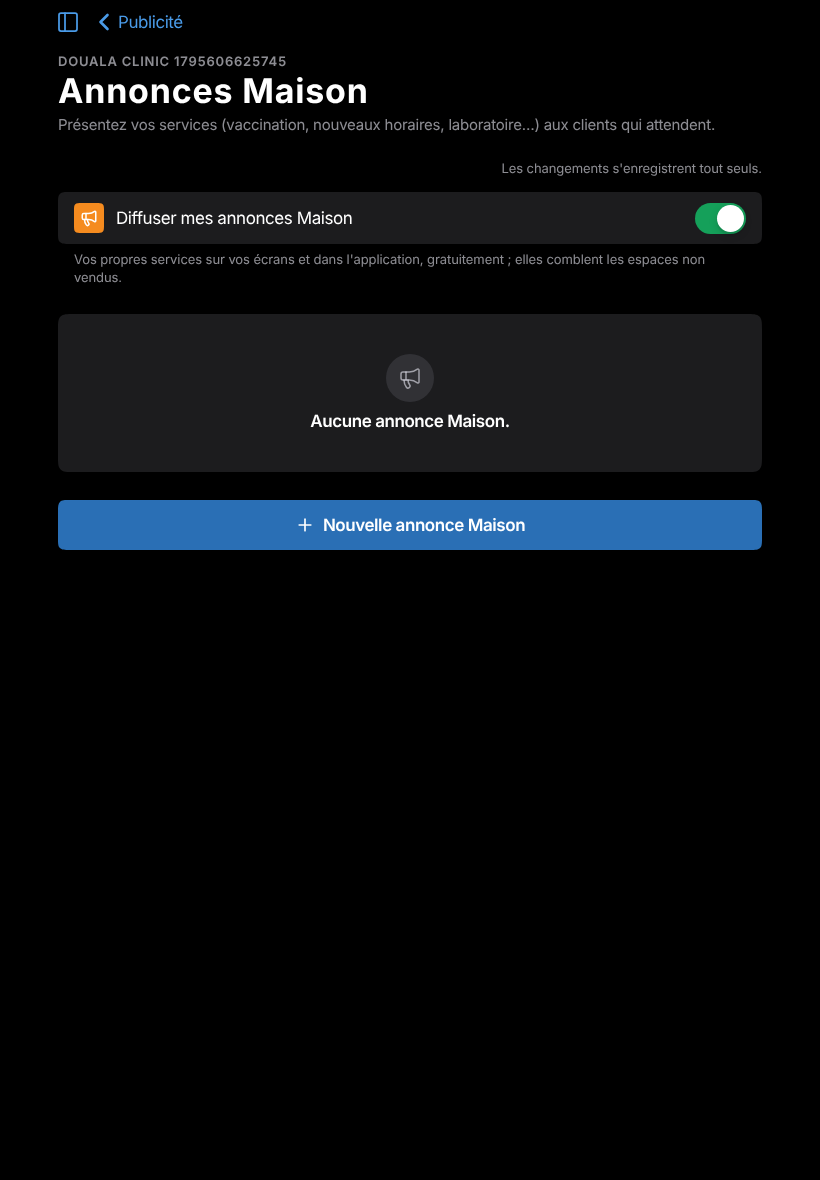 Publicité
DOUALA CLINIC 1795606625745
Annonces Maison
Présentez vos services (vaccination, nouveaux horaires, laboratoire…) aux clients qui attendent.
Les changements s'enregistrent tout seuls.
Diffuser mes annonces Maison
Vos propres services sur vos écrans et dans l'application, gratuitement ; elles comblent les espaces non
vendus.
Aucune annonce Maison.
Nouvelle annonce Maison